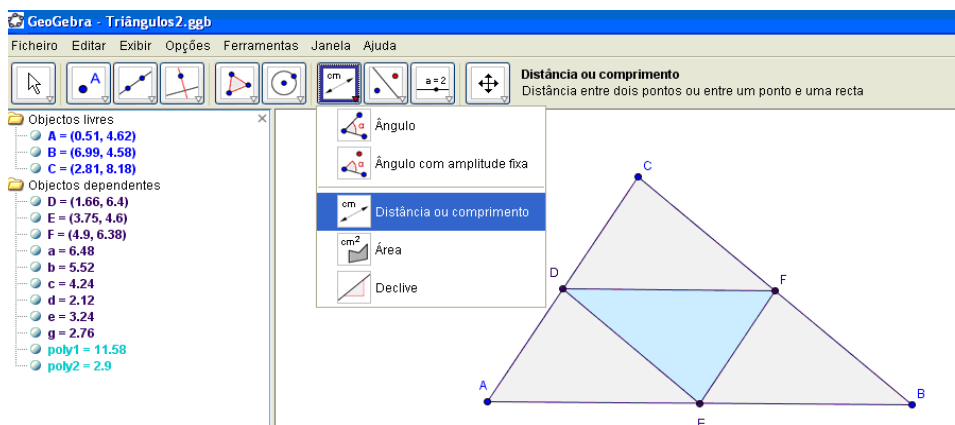 GeoGebra - Triângulos2.ggb
Ficheiro Editar Exibir Opções Ferramentas Janela Ajuda
A
cm
a = 2
Distância ou comprimento
Distância entre dois pontos ou entre um ponto e uma recta
Objectos livres
A = (0.51, 4.62)
B = (6.99, 4.58)
C = (2.81, 8.18)
Objectos dependentes
D = (1.66, 6.4)
E = (3.75, 4.6)
F = (4.9, 6.38)
a = 6.48
b = 5.52
c = 4.24
d = 2.12
e = 3.24
g = 2.76
poly1 = 11.58
poly2 = 2.9
α Ângulo
α Ângulo com amplitude fixa
cm Distância ou comprimento
cm² Área
Declive
C
D
F
A
B